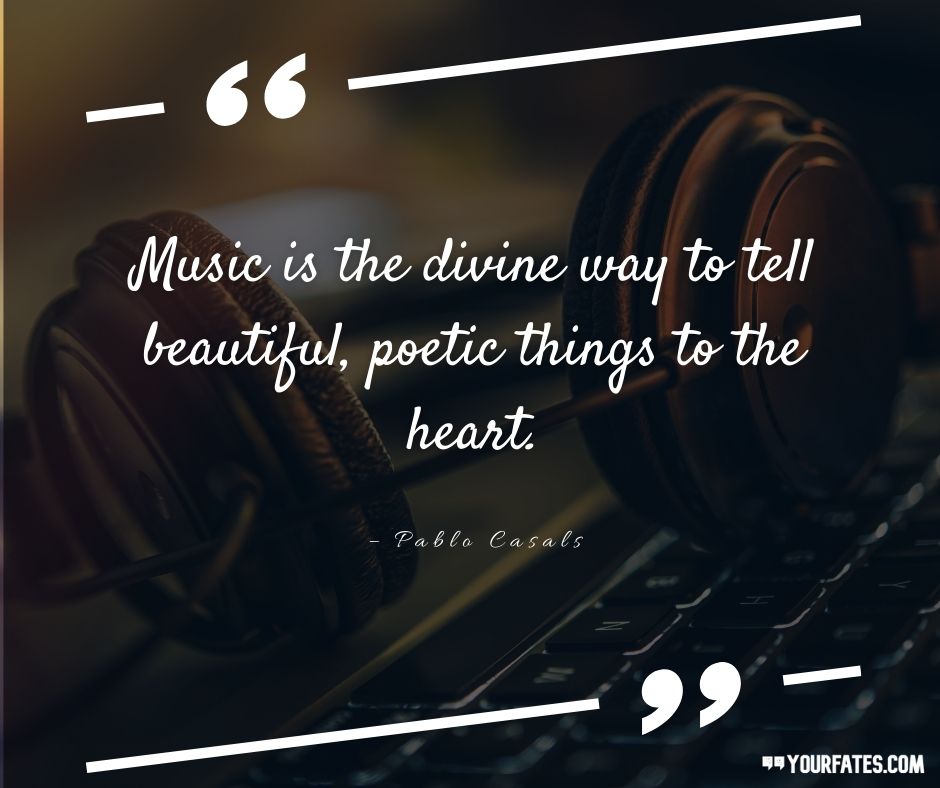 “
Music is the divine way to tell
beautiful, poetic things to the
heart.
- Pablo Casals
N
H
Y
U
M
”
❞YOURFATES.COM